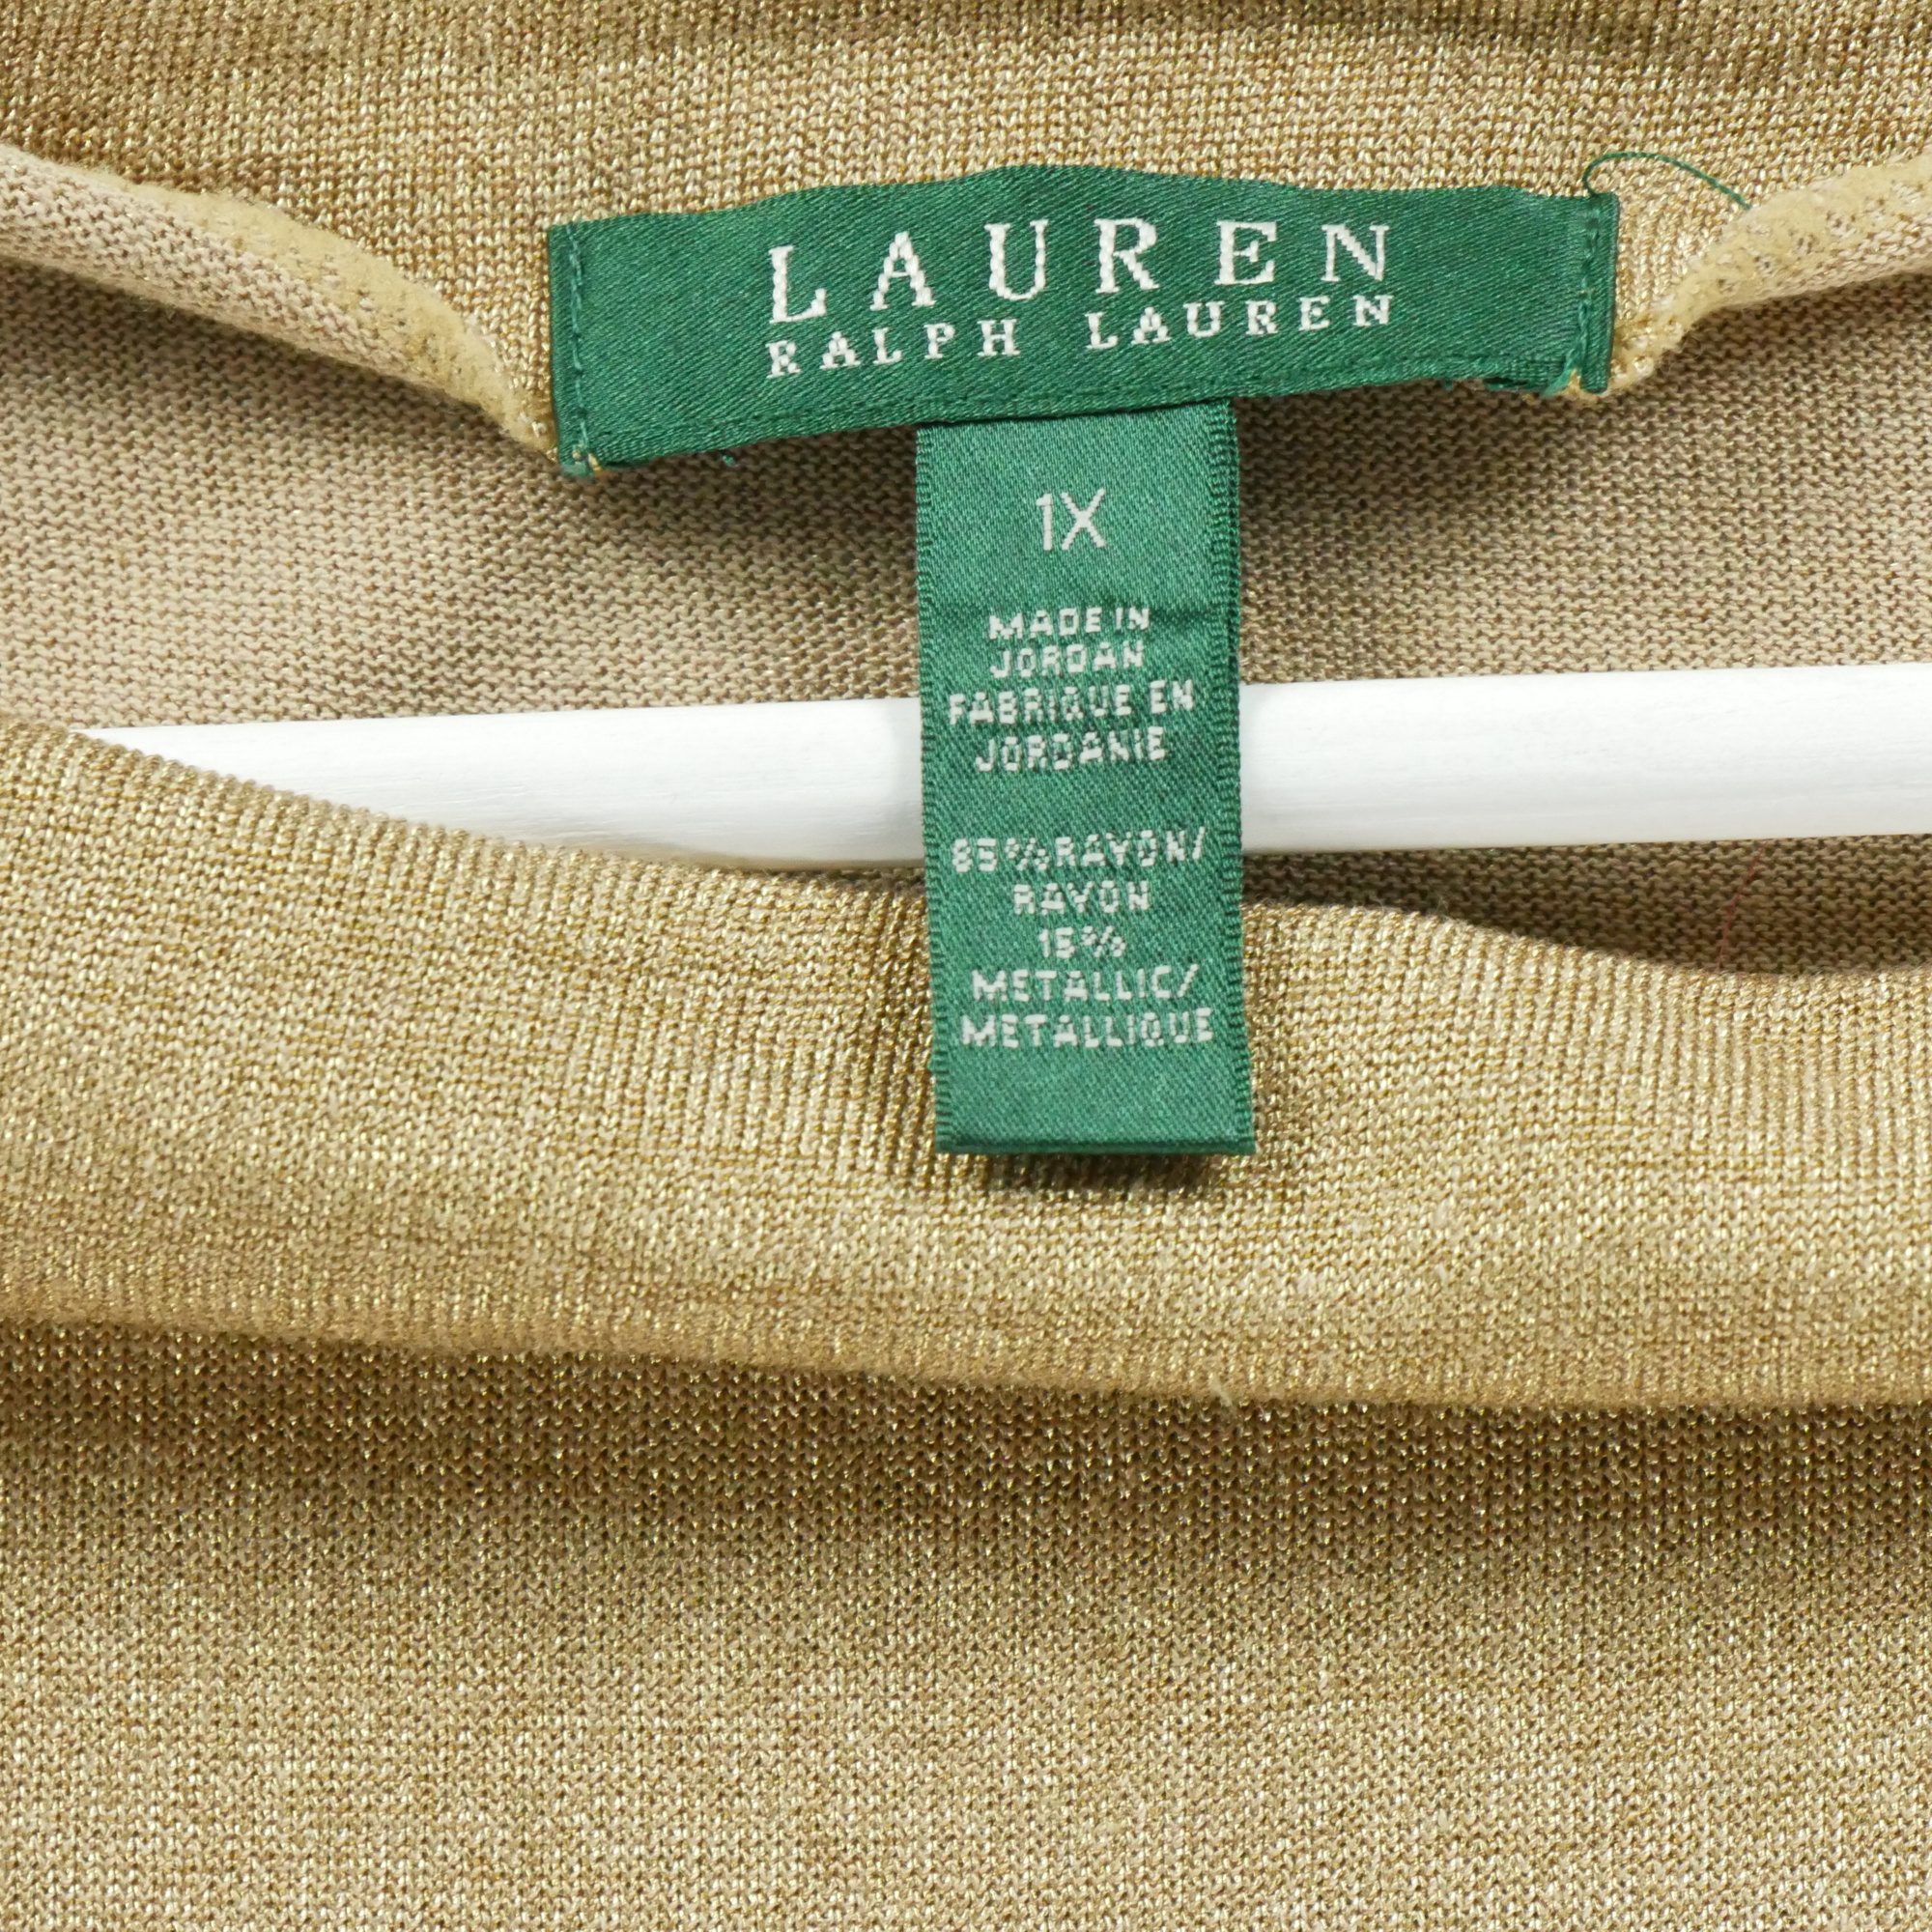 LAUREN
RALPH LAUREN
1X
MADE IN
JORDAN
FABRIQUE EN
JORDANIE
85%RAYON/
RAYON
15%
METALLIC/
METALLIQUE